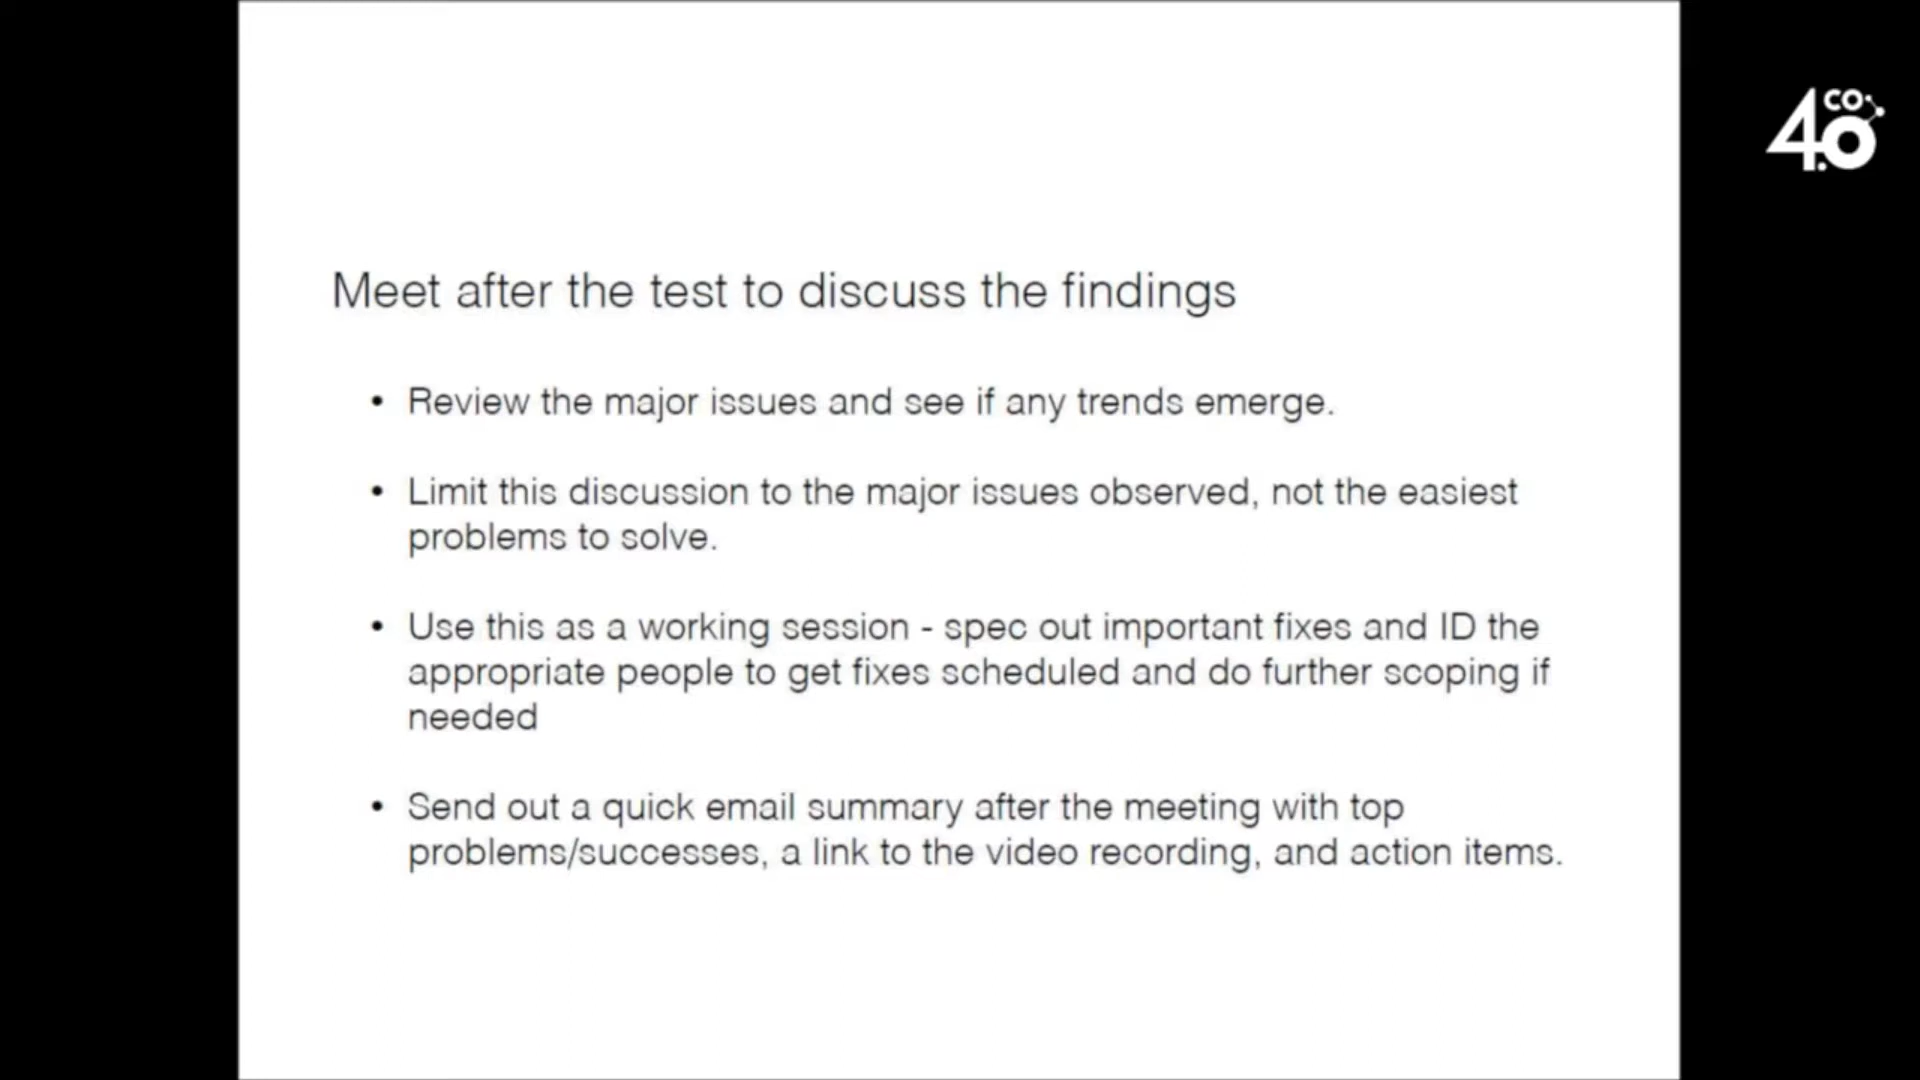 co
4.0
Meet after the test to discuss the findings
• Review the major issues and see if any trends emerge.
• Limit this discussion to the major issues observed, not the easiest
problems to solve.
• Use this as a working session - spec out important fixes and ID the
appropriate people to get fixes scheduled and do further scoping if
needed
• Send out a quick email summary after the meeting with top
problems/successes, a link to the video recording, and action items.